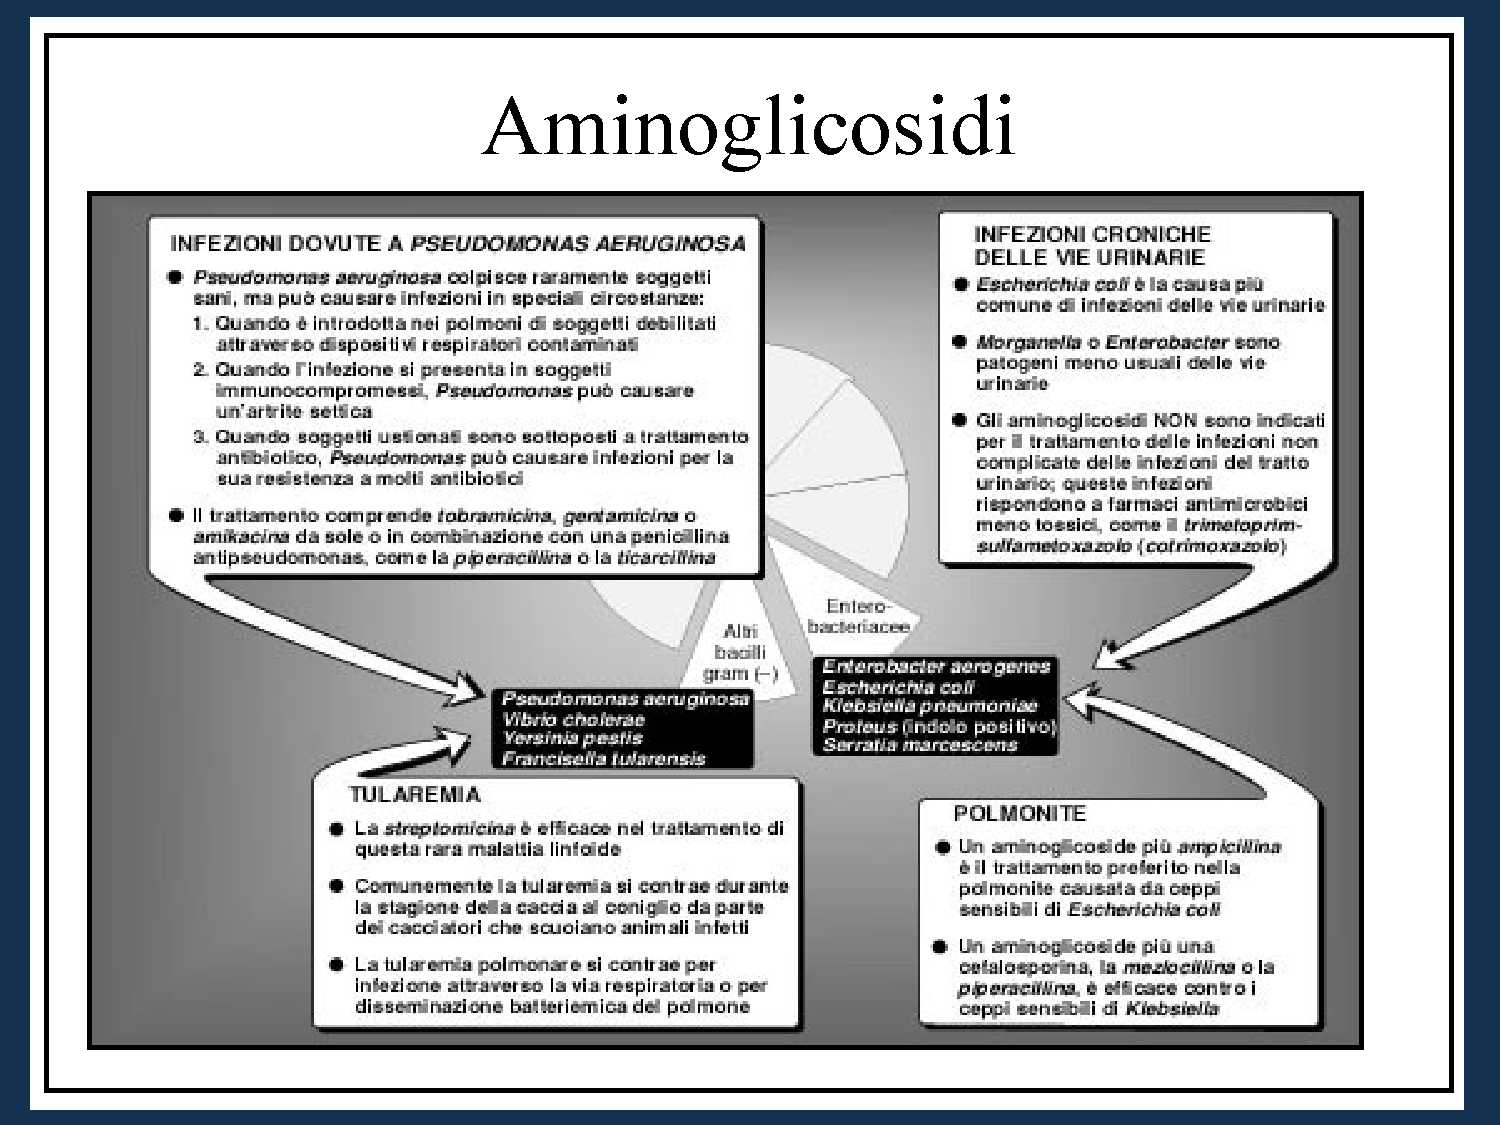 Aminoglicosidi
INFEZIONI DOVUTE A PSEUDOMONAS AERUGINOSA
● Pseudomonas aeruginosa colpisce raramente soggetti
sani, ma può causare infezioni in speciali circostanze:
1. Quando è introdotta nei polmoni di soggetti debilitati
attraverso dispositivi respiratori contaminati
2. Quando l'infezione si presenta in soggetti
immunocompromessi, Pseudomonas può causare
un'artrite settica
3. Quando soggetti ustionati sono sottoposti a trattamento
antibiotico, Pseudomonas può causare infezioni per la
sua resistenza a molti antibiotici
● Il trattamento comprende tobramicina, gentamicina o
amikacina da sole o in combinazione con una penicillina
antipseudomonas, come la piperacillina o la ticarcillina
INFEZIONI CRONICHE
DELLE VIE URINARIE
● Escherichia coli è la causa più
comune di infezioni delle vie urinarie
● Morganella o Enterobacter sono
patogeni meno usuali delle vie
urinarie
● Gli aminoglicosidi NON sono indicati
per il trattamento delle infezioni non
complicate delle infezioni del tratto
urinario; queste infezioni
rispondono a farmaci antimicrobici
meno tossici, come il trimetoprim-
sulfametoxazolo (cotrimoxazolo)
Altri
bacilli
gram (–)
Entero-
bacteriacee
Pseudomonas aeruginosa
Vibrio cholerae
Yersinia pestis
Francisella tularensis
Enterobacter aerogenes
Escherichia coli
Klebsiella pneumoniae
Proteus (indolo positivo)
Serratia marcescens
TULAREMIA
● La streptomicina è efficace nel trattamento di
questa rara malattia linfoide
● Comunemente la tularemia si contrae durante
la stagione della caccia al coniglio da parte
dei cacciatori che scuoiano animali infetti
● La tularemia polmonare si contrae per
infezione attraverso la via respiratoria o per
disseminazione batteriemica del polmone
POLMONITE
● Un aminoglicoside più ampicillina
è il trattamento preferito nella
polmonite causata da ceppi
sensibili di Escherichia coli
● Un aminoglicoside più una
cefalosporina, la mezlocillina o la
piperacillina, è efficace contro i
ceppi sensibili di Klebsiella